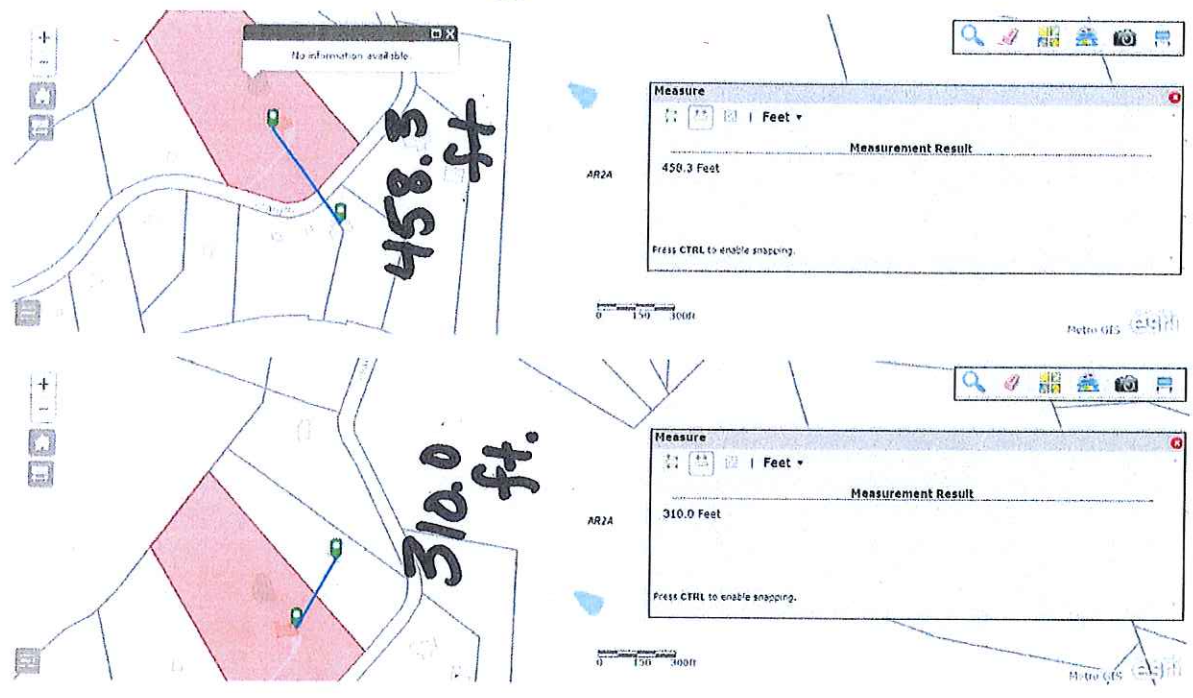 No information available
458.3
ft
Measure
Feet
Measurement Result
458.3 Feet
AR2A
Press CTRL to enable snapping.
0 150 300ft
Metro GIS
310.0
ft.
Measure
Feet
Measurement Result
310.0 Feet
AR2A
Press CTRL to enable snapping.
0 150 300ft
Metro GIS